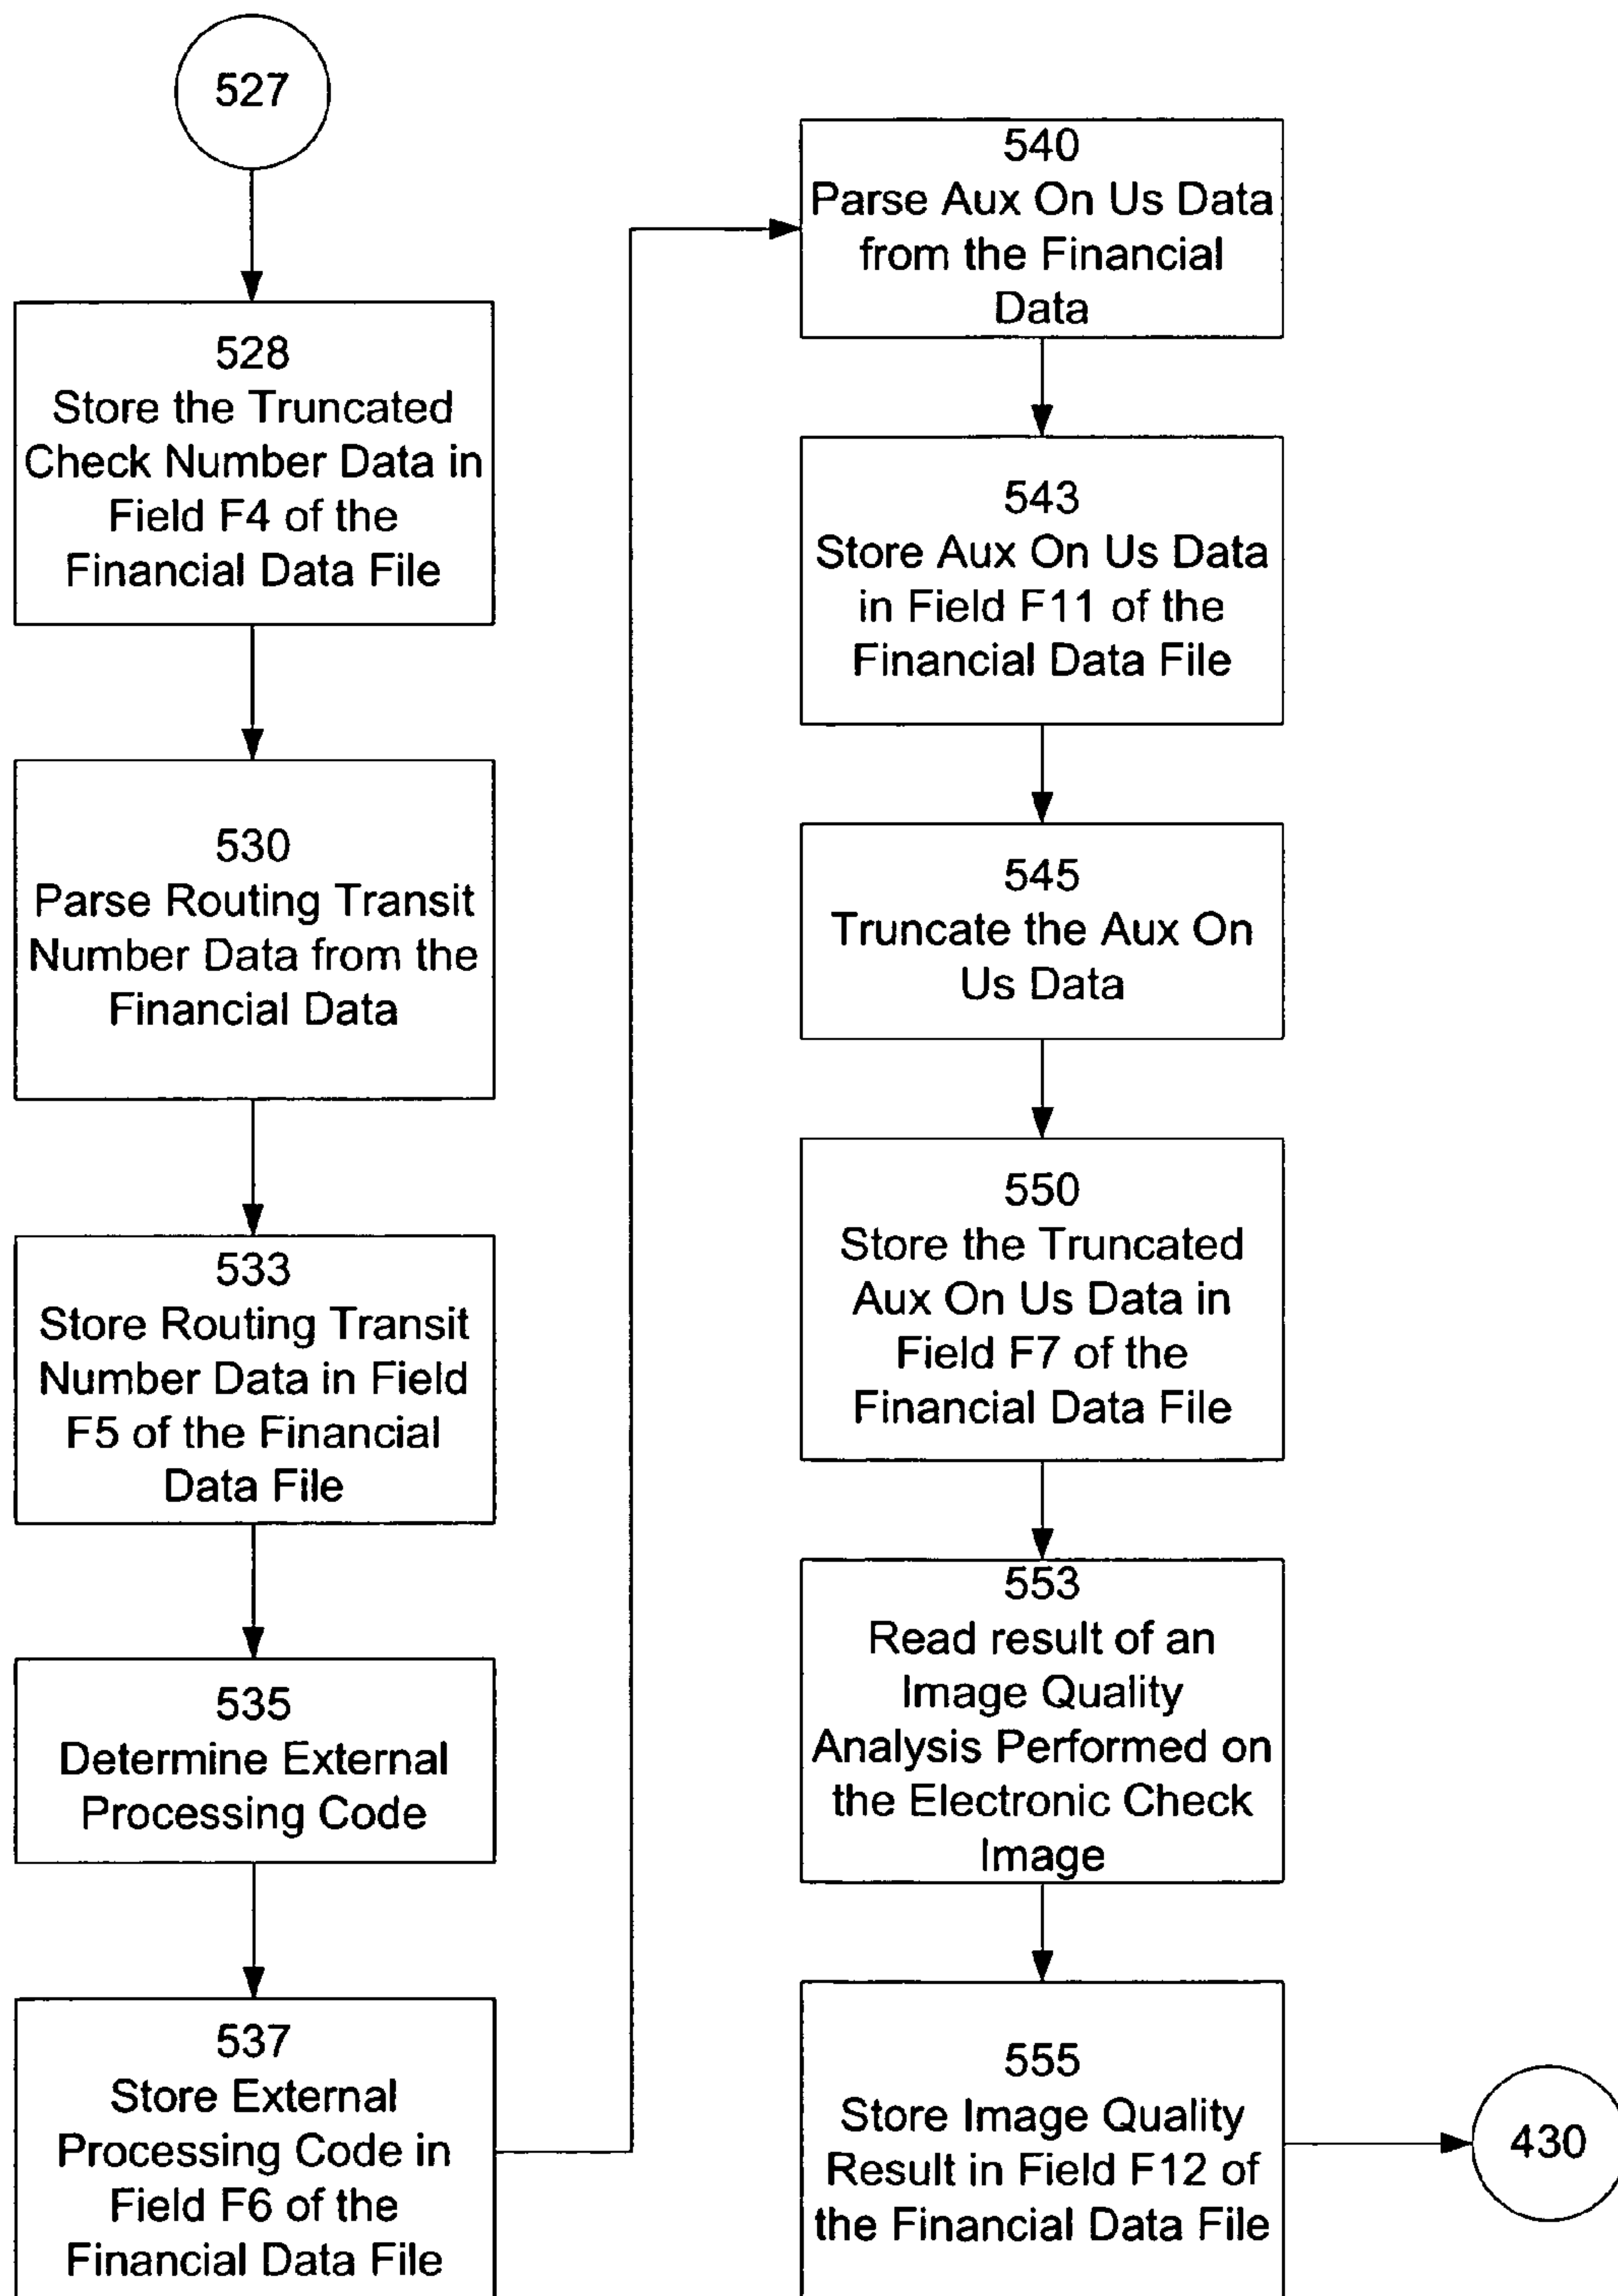 527
528
Store the Truncated
Check Number Data in
Field F4 of the
Financial Data File
530
Parse Routing Transit
Number Data from the
Financial Data
533
Store Routing Transit
Number Data in Field
F5 of the Financial
Data File
535
Determine External
Processing Code
537
Store External
Processing Code in
Field F6 of the
Financial Data File
540
Parse Aux On Us Data
from the Financial
Data
543
Store Aux On Us Data
in Field F11 of the
Financial Data File
545
Truncate the Aux On
Us Data
550
Store the Truncated
Aux On Us Data in
Field F7 of the
Financial Data File
553
Read result of an
Image Quality
Analysis Performed on
the Electronic Check
Image
555
Store Image Quality
Result in Field F12 of
the Financial Data File
430